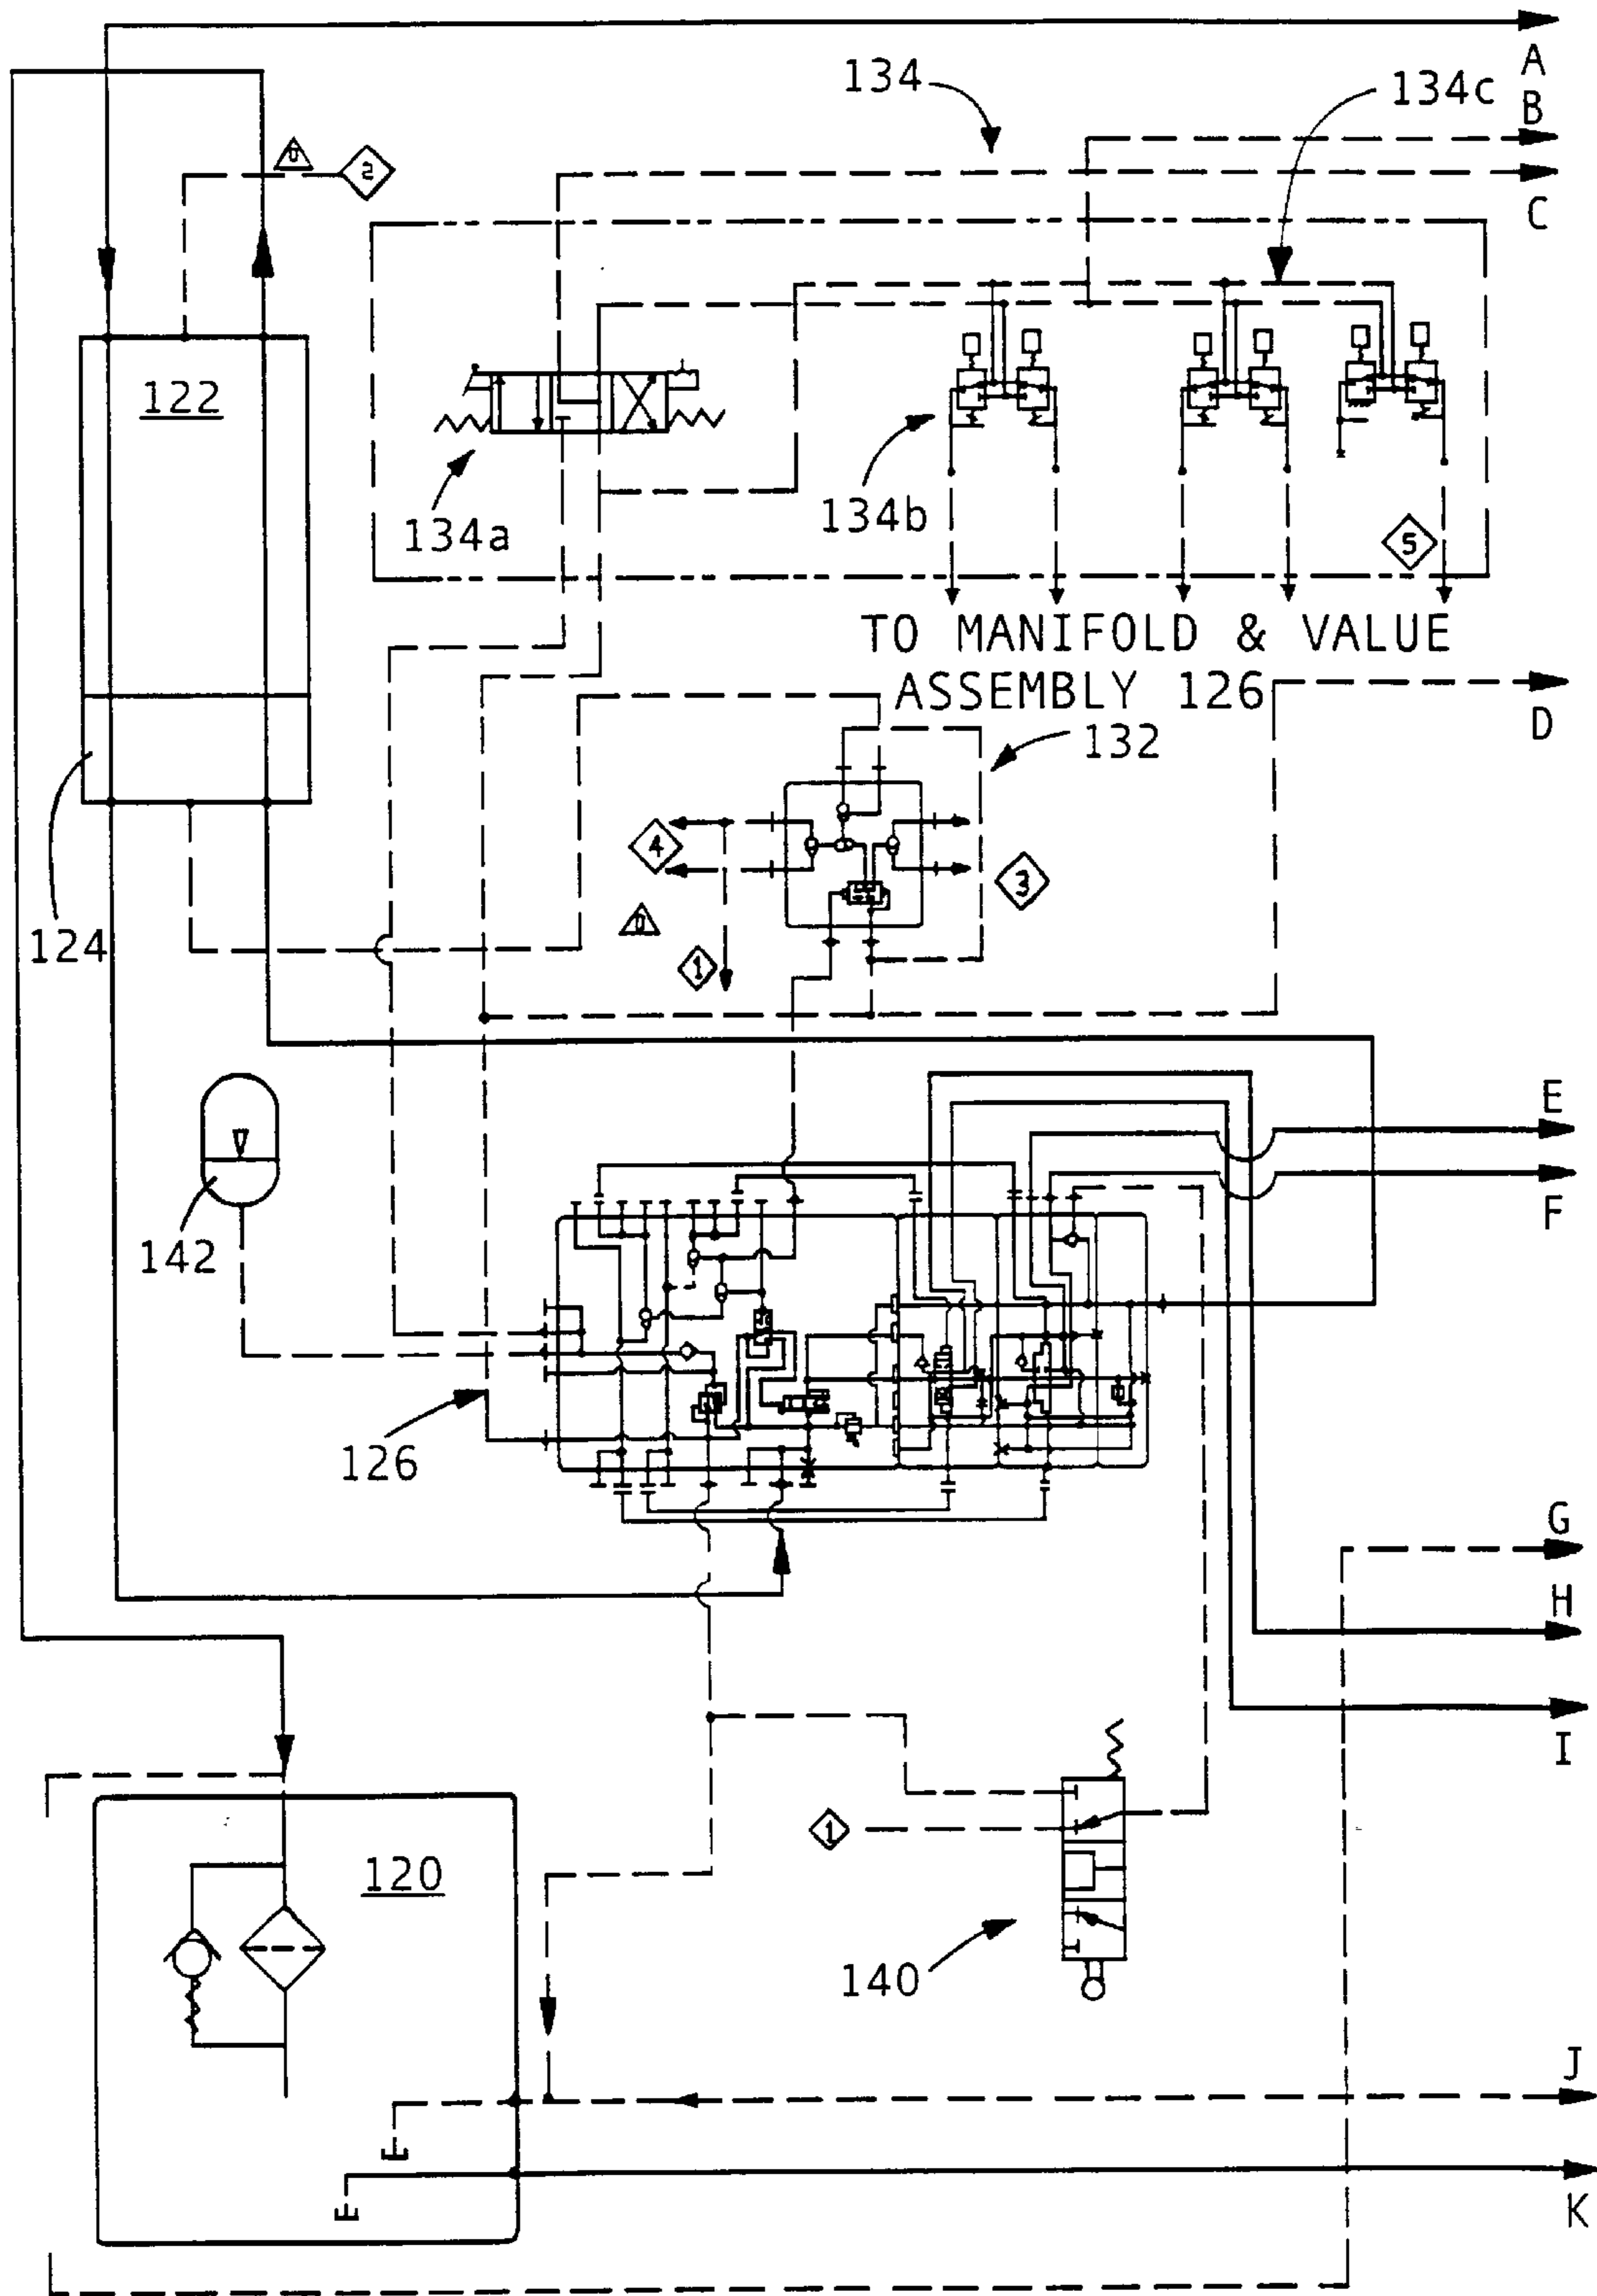 A
134
134c
B
2
C
122
134a
134b
5
TO MANIFOLD & VALUE
ASSEMBLY 126
D
132
4
3
124
1
E
142
F
126
G
H
I
1
120
140
J
K